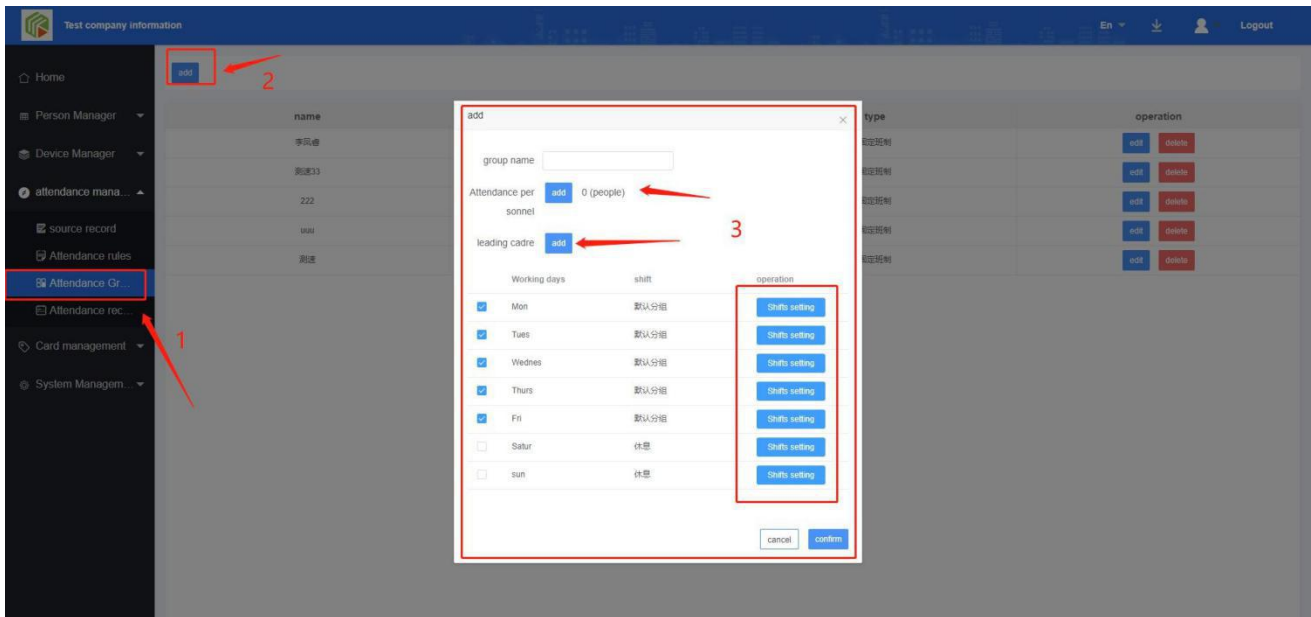 Test company information
En
Logout
Home
add
2
Person Manager
name
type
operation
Device Manager
edit delete
测速33
edit delete
attendance mana...
222
edit delete
source record
uuu
edit delete
Attendance rules
测速
edit delete
Attendance Gr...
Attendance rec...
1
Card management
System Managem...
add
group name
Attendance per
sonnel
add 0 (people)
3
leading cadre add
Working days shift operation
Mon 默认分组 Shifts setting
Tues 默认分组 Shifts setting
Wednes 默认分组 Shifts setting
Thurs 默认分组 Shifts setting
Fri 默认分组 Shifts setting
Satur 休息 Shifts setting
sun 休息 Shifts setting
cancel confirm